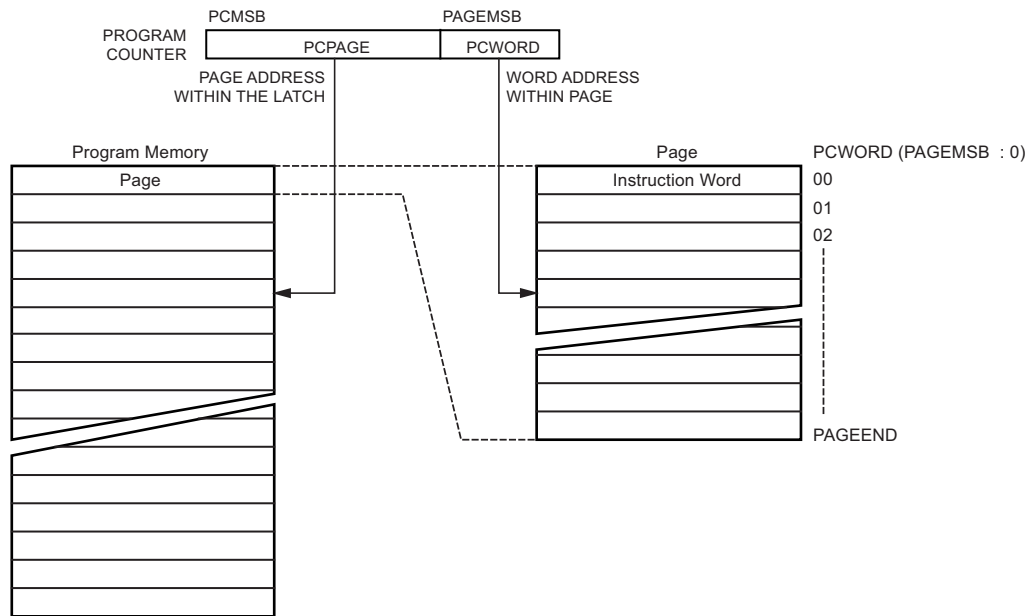 PCMSB PAGEMSB
PROGRAM
COUNTER
PCPAGE PCWORD
PAGE ADDRESS
WITHIN THE LATCH
WORD ADDRESS
WITHIN PAGE
Program Memory
Page
Page
Instruction Word
PCWORD (PAGEMSB : 0)
00
01
02
PAGEEND